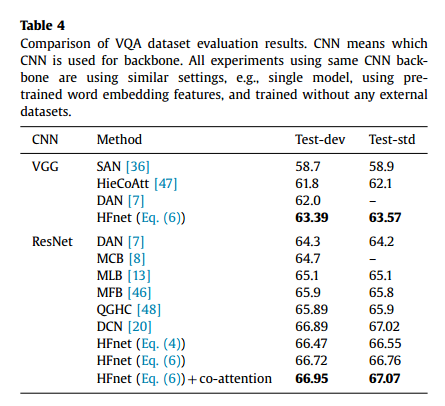 Table 4
Comparison of VQA dataset evaluation results. CNN means which
CNN is used for backbone. All experiments using same CNN back-
bone are using similar settings, e.g., single model, using pre-
trained word embedding features, and trained without any external
datasets.
CNN Method Test-dev Test-std
VGG SAN [36] 58.7 58.9
HieCoAtt [47] 61.8 62.1
DAN [7] 62.0 –
HFnet (Eq. (6)) 63.39 63.57
ResNet DAN [7] 64.3 64.2
MCB [8] 64.7 –
MLB [13] 65.1 65.1
MFB [46] 65.9 65.8
QGHC [48] 65.89 65.9
DCN [20] 66.89 67.02
HFnet (Eq. (4)) 66.47 66.55
HFnet (Eq. (6)) 66.72 66.76
HFnet (Eq. (6)) + co-attention 66.95 67.07